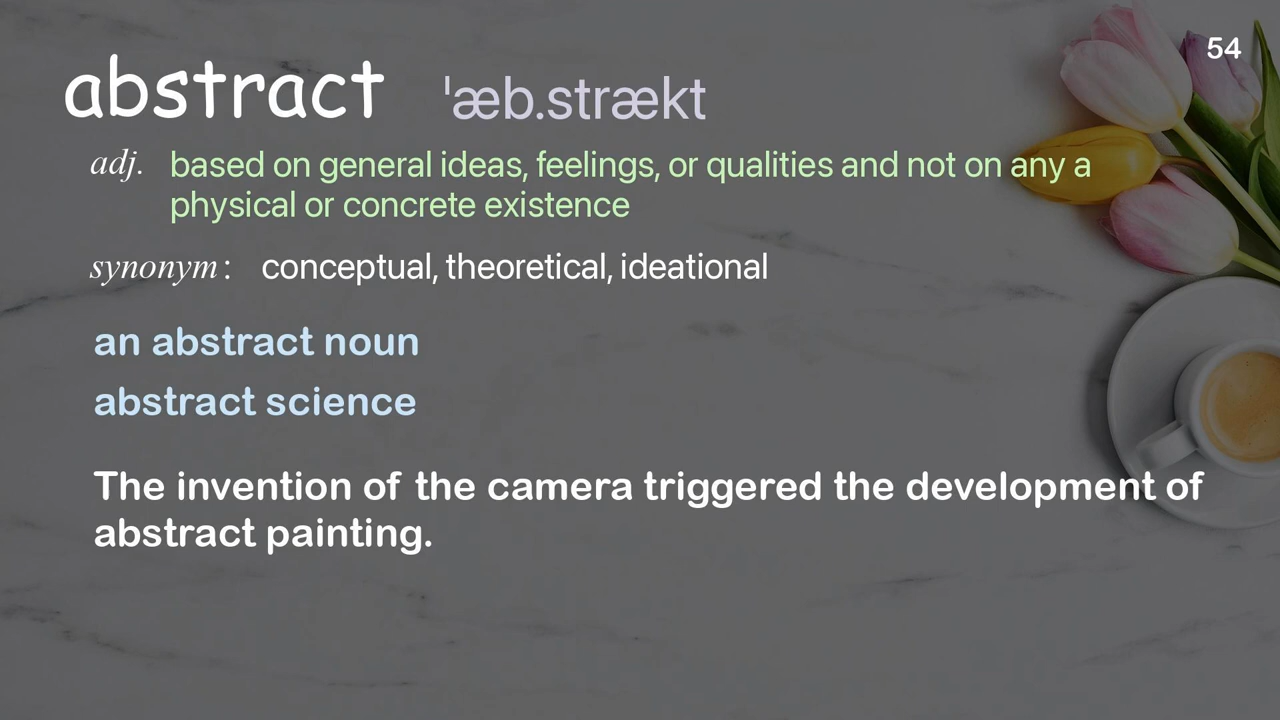 54
abstract ˈæb.strækt
adj. based on general ideas, feelings, or qualities and not on any a
physical or concrete existence
synonym: conceptual, theoretical, ideational
an abstract noun
abstract science
The invention of the camera triggered the development of
abstract painting.